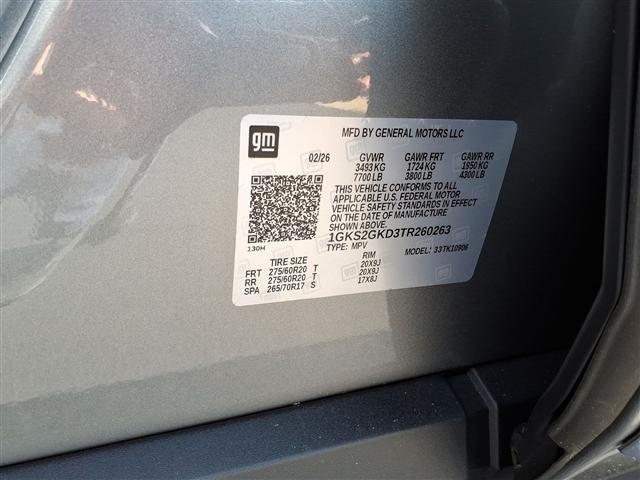 gm
MFD BY GENERAL MOTORS LLC
02/26 GVWR GAWR FRT GAWR RR
3493 KG 1724 KG 1950 KG
7700 LB 3800 LB 4300 LB
THIS VEHICLE CONFORMS TO ALL
APPLICABLE U.S. FEDERAL MOTOR
VEHICLE SAFETY STANDARDS IN EFFECT
ON THE DATE OF MANUFACTURE SHOWN ABOVE.
1GKS2GKD3TR260263
130H TYPE: MPV MODEL: 33TK10906
TIRE SIZE RIM
FRT 275/60R20 T 20X9J
RR 275/60R20 T 20X9J
SPA 265/70R17 S 17X8J